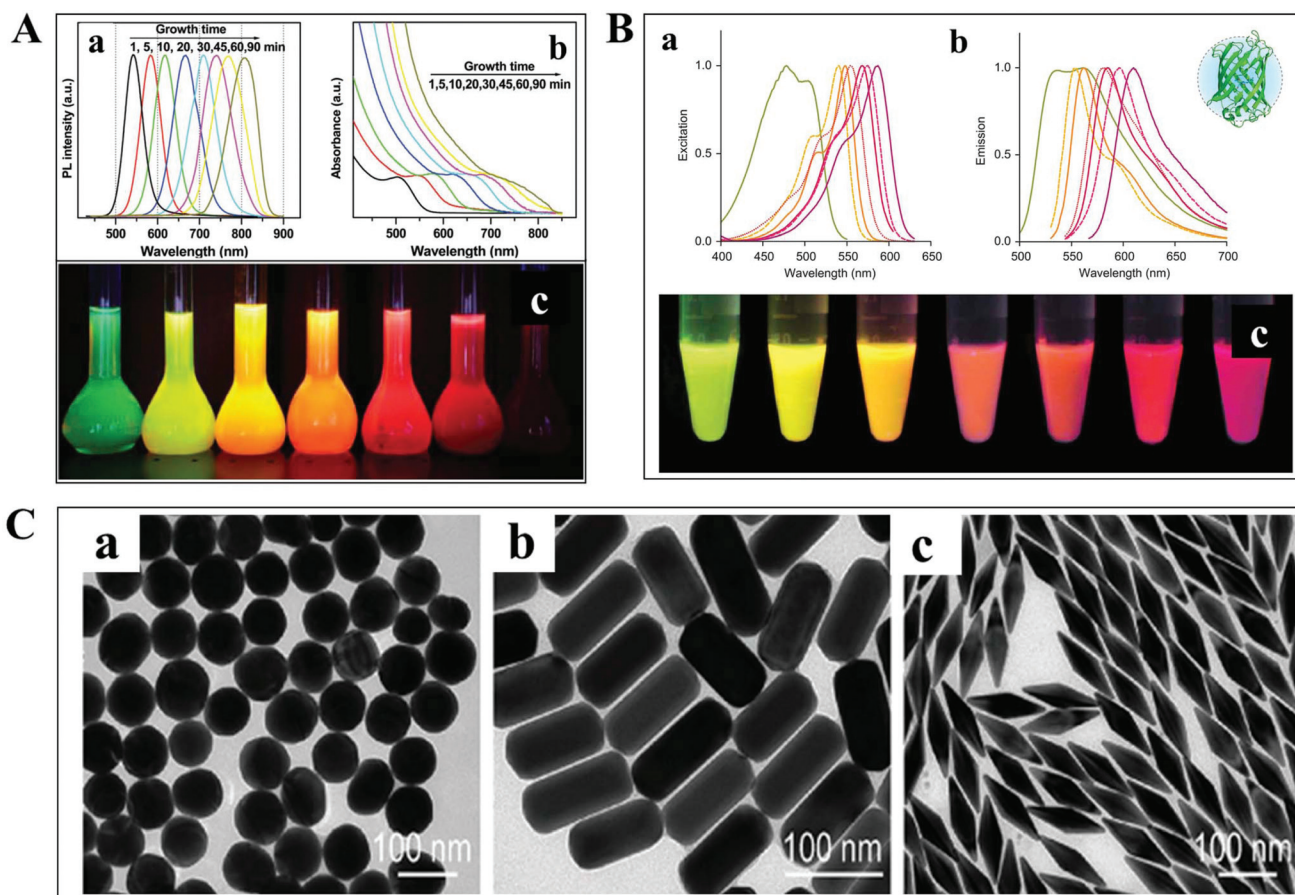 A
a
Growth time
1, 5, 10, 20, 30,45,60,90 min
PL intensity (a.u.)
500 600 700 800 900
Wavelength (nm)
b
Growth time
1,5,10,20,30,45,60,90 min
Absorbance (a.u.)
500 600 700 800
Wavelength (nm)
c
B
a
Excitation
1.0
0.5
0.0
400 450 500 550 600 650
Wavelength (nm)
b
Emission
1.0
0.5
0.0
500 550 600 650 700
Wavelength (nm)
c
C
a
100 nm
b
100 nm
c
100 nm